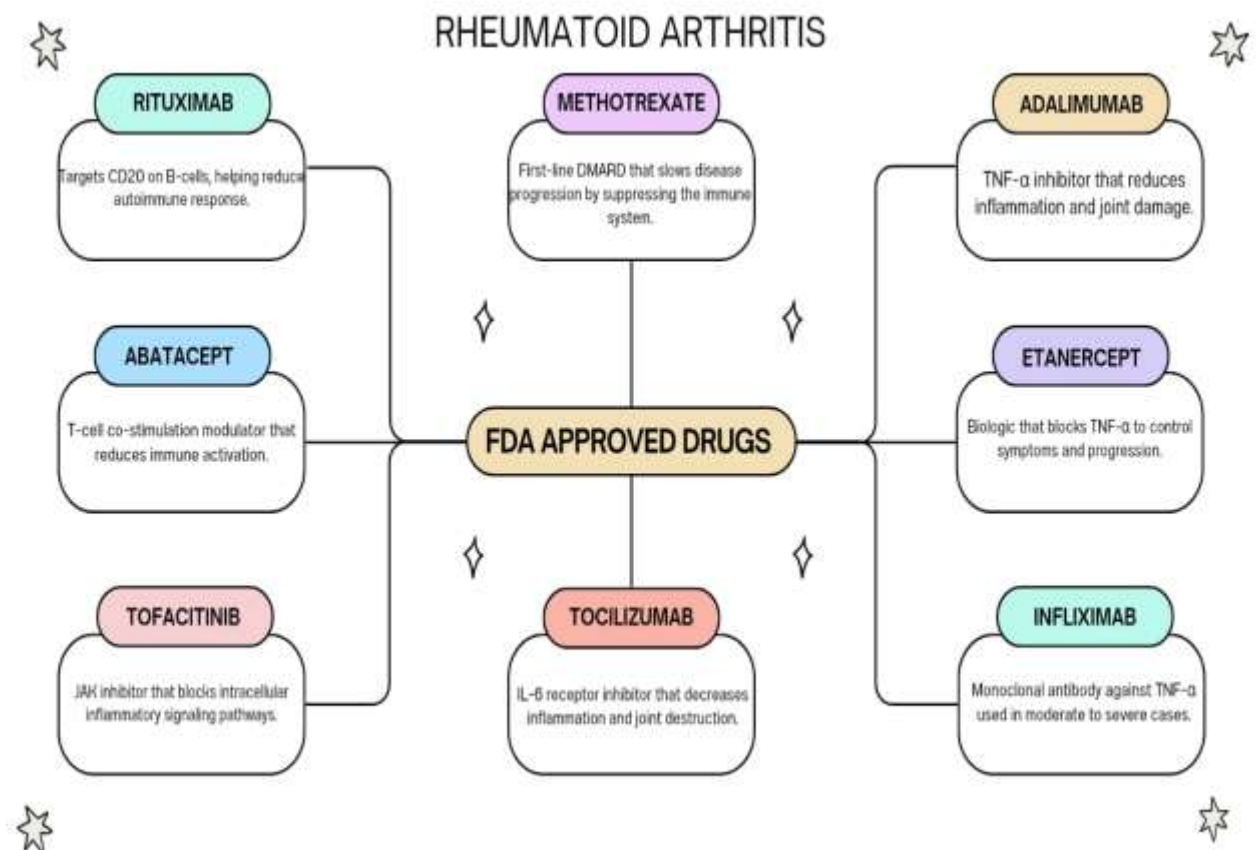 RHEUMATOID ARTHRITIS
RITUXIMAB
Targets CD20 on B-cells, helping reduce
autoimmune response.
METHOTREXATE
First-line DMARD that slows disease
progression by suppressing the immune
system.
ADALIMUMAB
TNF-α inhibitor that reduces
inflammation and joint damage.
ABATACEPT
T-cell co-stimulation modulator that
reduces immune activation.
FDA APPROVED DRUGS
ETANERCEPT
Biologic that blocks TNF-α to control
symptoms and progression.
TOFACITINIB
JAK inhibitor that blocks intracellular
inflammatory signaling pathways.
TOCILIZUMAB
IL-6 receptor inhibitor that decreases
inflammation and joint destruction.
INFLIXIMAB
Monoclonal antibody against TNF-α
used in moderate to severe cases.